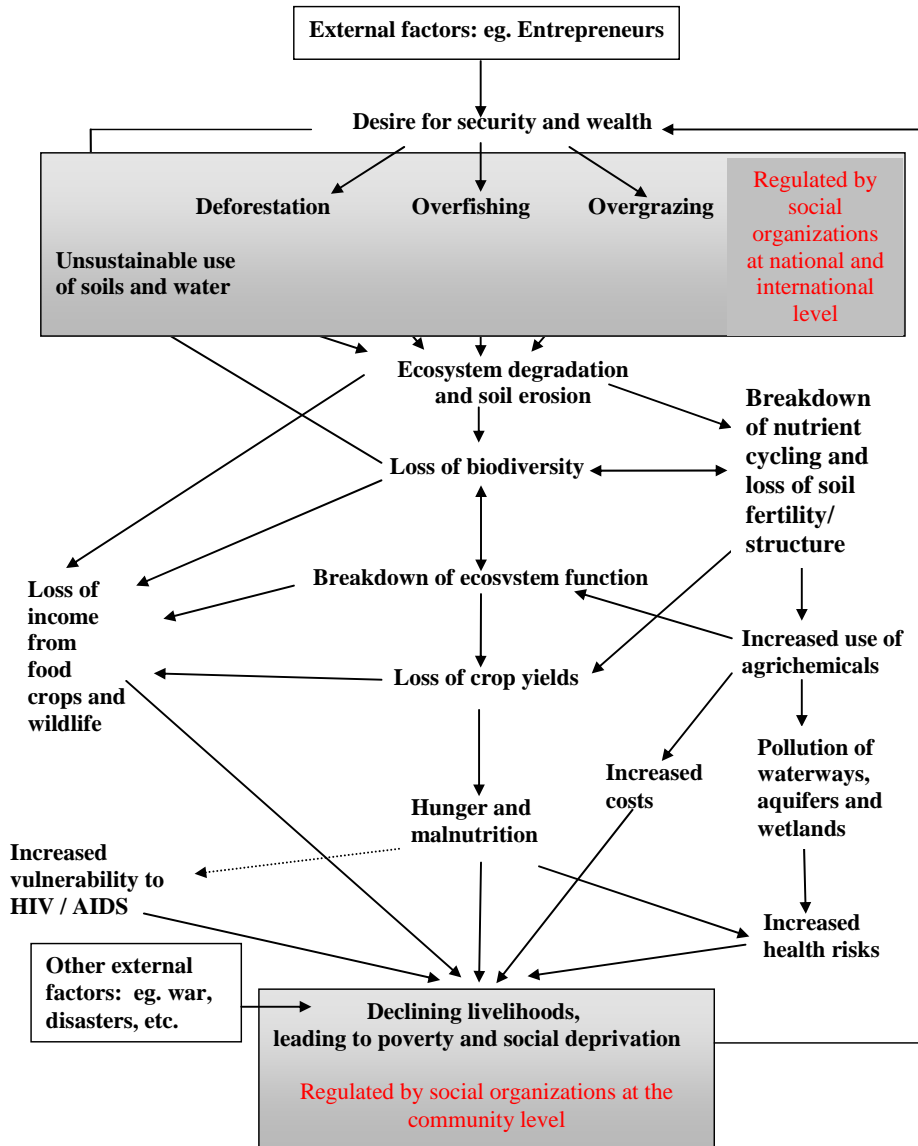 External factors: eg. Entrepreneurs
Desire for security and wealth
Deforestation
Overfishing
Overgrazing
Regulated by
social
organizations
at national and
international
level
Unsustainable use
of soils and water
Ecosystem degradation
and soil erosion
Breakdown
of nutrient
cycling and
loss of soil
fertility/
structure
Loss of biodiversity
Breakdown of ecosystem function
Loss of
income
from
food
crops and
wildlife
Increased use of
agrichemicals
Loss of crop yields
Increased
costs
Pollution of
waterways,
aquifers and
wetlands
Hunger and
malnutrition
Increased
vulnerability to
HIV / AIDS
Increased
health risks
Other external
factors: eg. war,
disasters, etc.
Declining livelihoods,
leading to poverty and social deprivation
Regulated by social organizations at the
community level